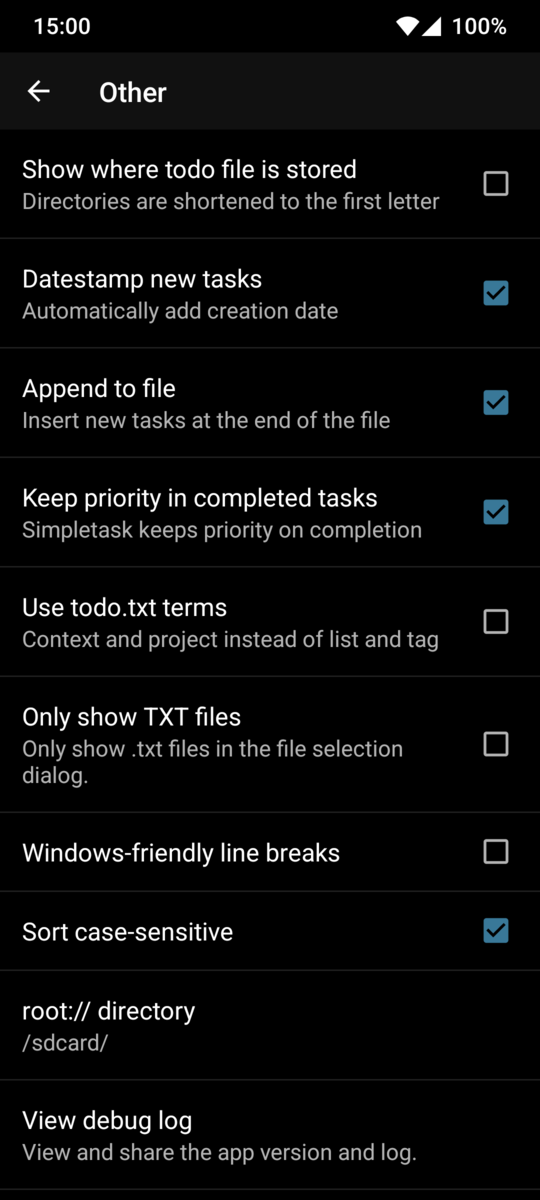 15:00
100%
Other
Show where todo file is stored
Directories are shortened to the first letter
Datestamp new tasks
Automatically add creation date
Append to file
Insert new tasks at the end of the file
Keep priority in completed tasks
Simpletask keeps priority on completion
Use todo.txt terms
Context and project instead of list and tag
Only show TXT files
Only show .txt files in the file selection
dialog.
Windows-friendly line breaks
Sort case-sensitive
root:// directory
/sdcard/
View debug log
View and share the app version and log.